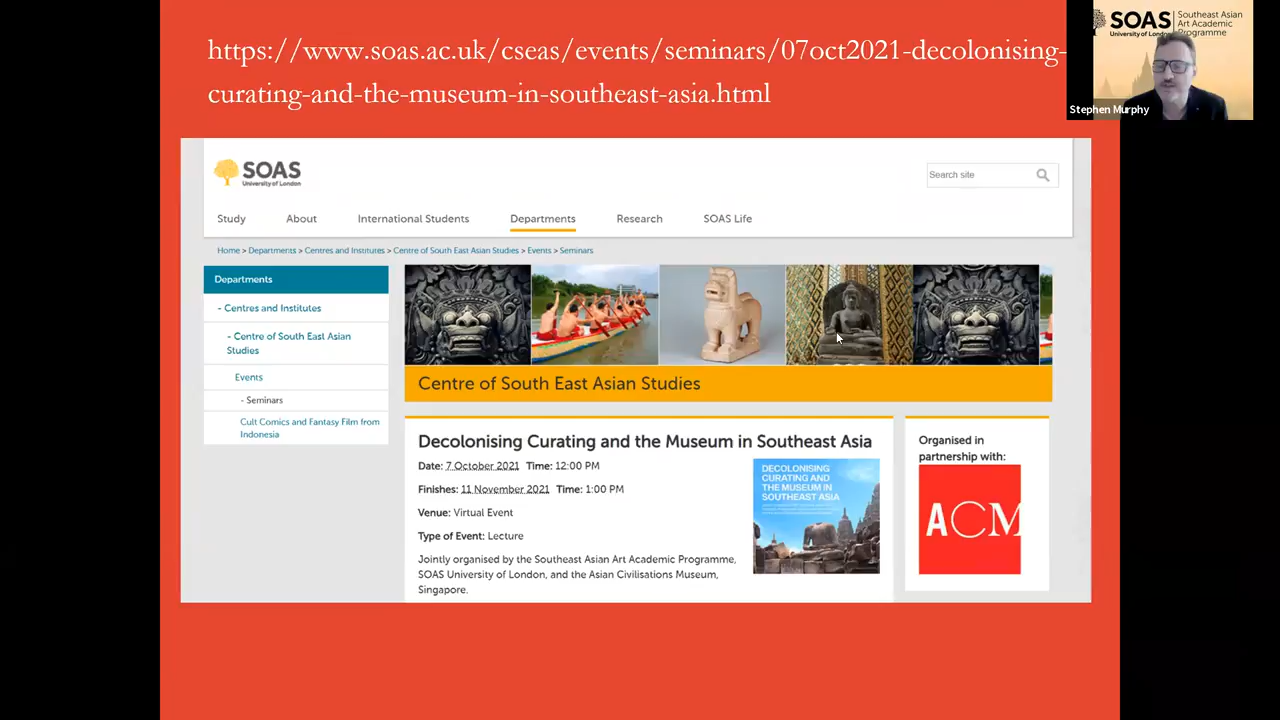 https://www.soas.ac.uk/cseas/events/seminars/07oct2021-decolonising-
curating-and-the-museum-in-southeast-asia.html
SOAS
University of London
Southeast Asian
Art Academic
Programme
Stephen Murphy
SOAS
University of London
Search site
Study About International Students Departments Research SOAS Life
Home > Departments > Centres and Institutes > Centre of South East Asian Studies > Events > Seminars
Departments
- Centres and Institutes
- Centre of South East Asian
Studies
Events
- Seminars
Cult Comics and Fantasy Film from
Indonesia
Centre of South East Asian Studies
Decolonising Curating and the Museum in Southeast Asia
Date: 7 October 2021 Time: 12:00 PM
Finishes: 11 November 2021 Time: 1:00 PM
Venue: Virtual Event
Type of Event: Lecture
Jointly organised by the Southeast Asian Art Academic Programme,
SOAS University of London, and the Asian Civilisations Museum,
Singapore.
DECOLONISING
CURATING AND
THE MUSEUM IN
SOUTHEAST ASIA
Organised in
partnership with:
ACM